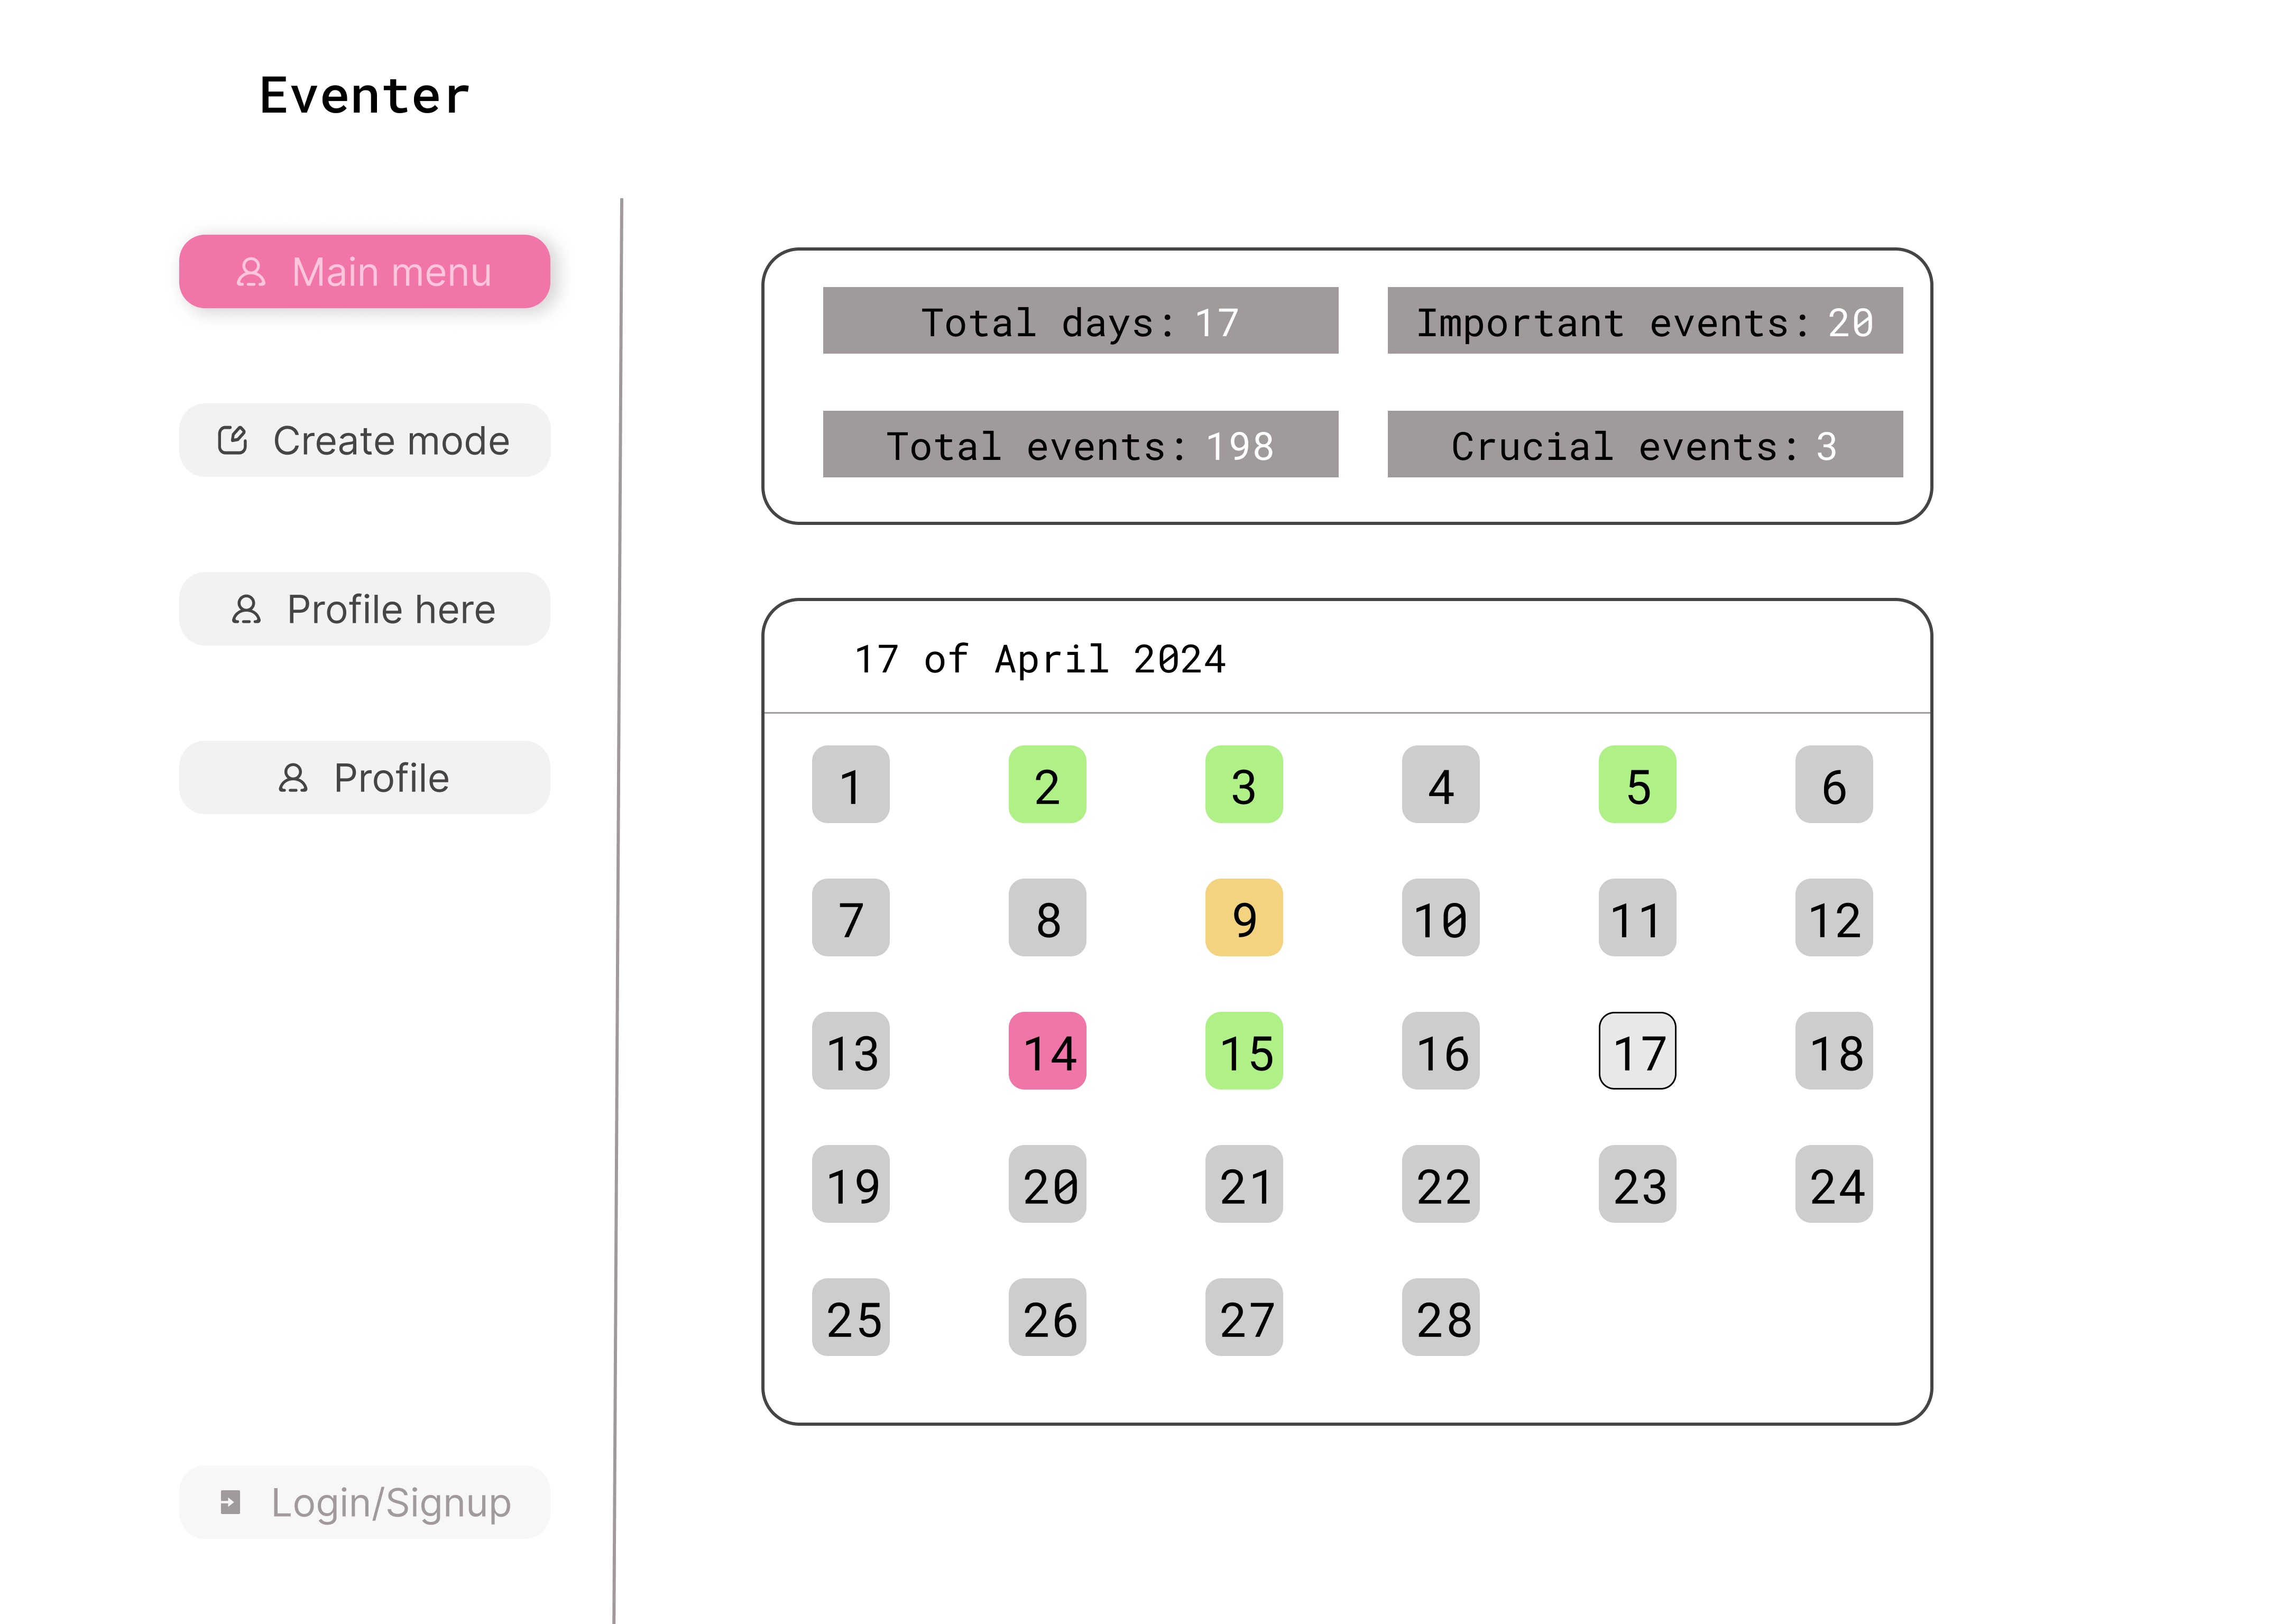 Eventer
Main menu
Create mode
Profile here
Profile
Login/Signup
Total days: 17
Important events: 20
Total events: 198
Crucial events: 3
17 of April 2024
1 2 3 4 5 6
7 8 9 10 11 12
13 14 15 16 17 18
19 20 21 22 23 24
25 26 27 28